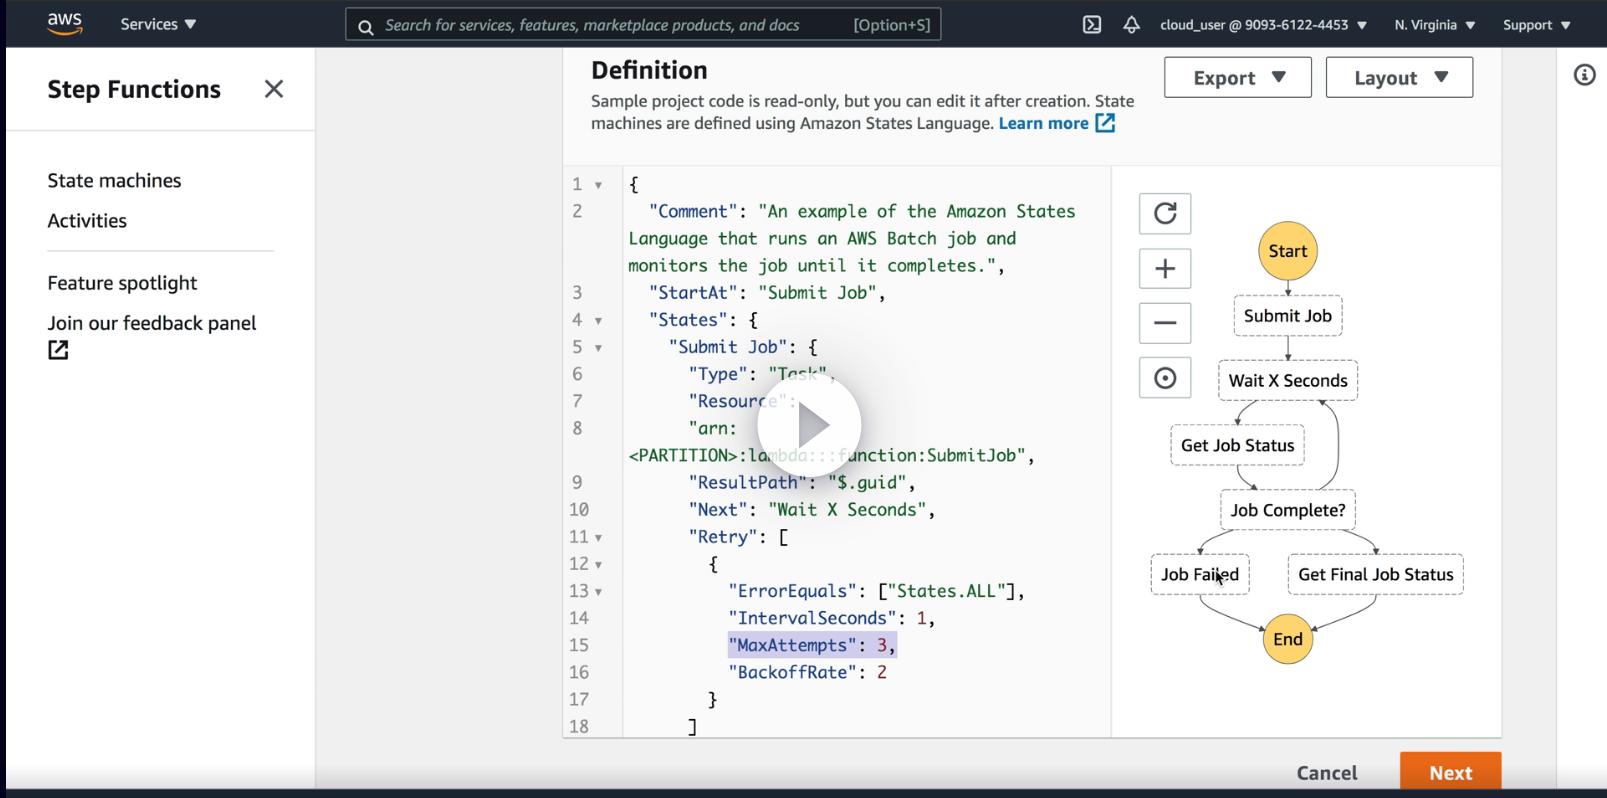 aws
Services
Search for services, features, marketplace products, and docs
[Option+S]
cloud_user @ 9093-6122-4453
N. Virginia
Support
Step Functions
State machines
Activities
Feature spotlight
Join our feedback panel
Definition
Sample project code is read-only, but you can edit it after creation. State
machines are defined using Amazon States Language. Learn more
Export
Layout
1 {
2 "Comment": "An example of the Amazon States
Language that runs an AWS Batch job and
monitors the job until it completes.",
3 "StartAt": "Submit Job",
4 "States": {
5 "Submit Job": {
6 "Type": "Task",
7 "Resource":
8 "arn:
<PARTITION>:lambda:::function:SubmitJob",
9 "ResultPath": "$.guid",
10 "Next": "Wait X Seconds",
11 "Retry": [
12 {
13 "ErrorEquals": ["States.ALL"],
14 "IntervalSeconds": 1,
15 "MaxAttempts": 3,
16 "BackoffRate": 2
17 }
18 ]
Start
Submit Job
Wait X Seconds
Get Job Status
Job Complete?
Job Failed
Get Final Job Status
End
Cancel
Next